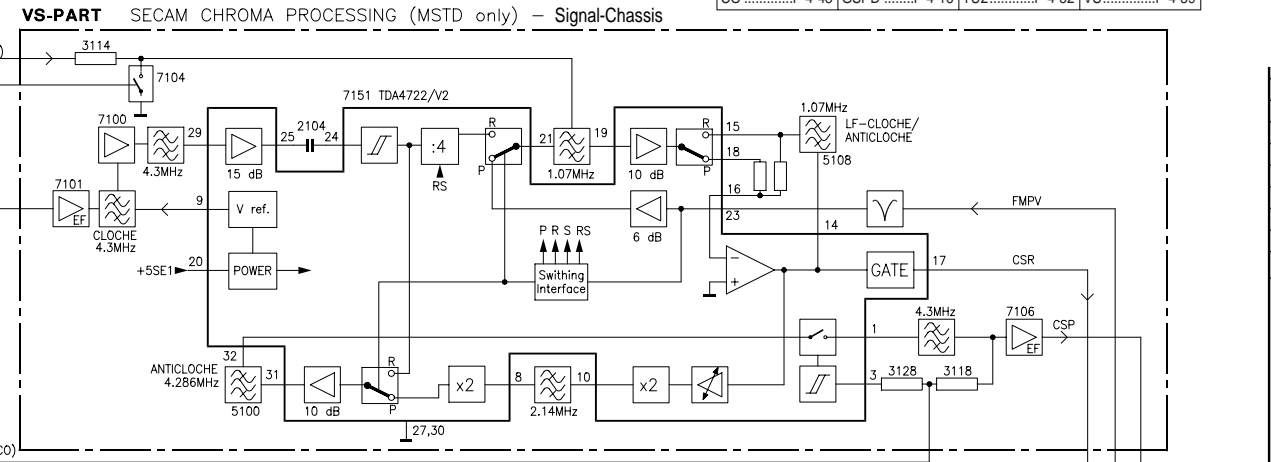 VS-PART SECAM CHROMA PROCESSING (MSTD only) – Signal-Chassis
3114
7104
7151 TDA4722/V2
1.07MHz
LF-CLOCHE/
ANTICLOCHE
5108
7100
29
4.3MHz
15 dB
25
2104
24
:4
RS
R
P
21
1.07MHz
19
10 dB
R
P
15
18
16
23
14
7101
EF
CLOCHE
4.3MHz
9
V ref.
6 dB
FMPV
P R S RS
Swithing
Interface
+5SE1
20
POWER
–
+
GATE
17
CSR
4.3MHz
7106
EF
CSP
1
32
ANTICLOCHE
4.286MHz
5100
31
10 dB
R
P
x2
8
2.14MHz
10
x2
3
3128
3118
27,30
CO)